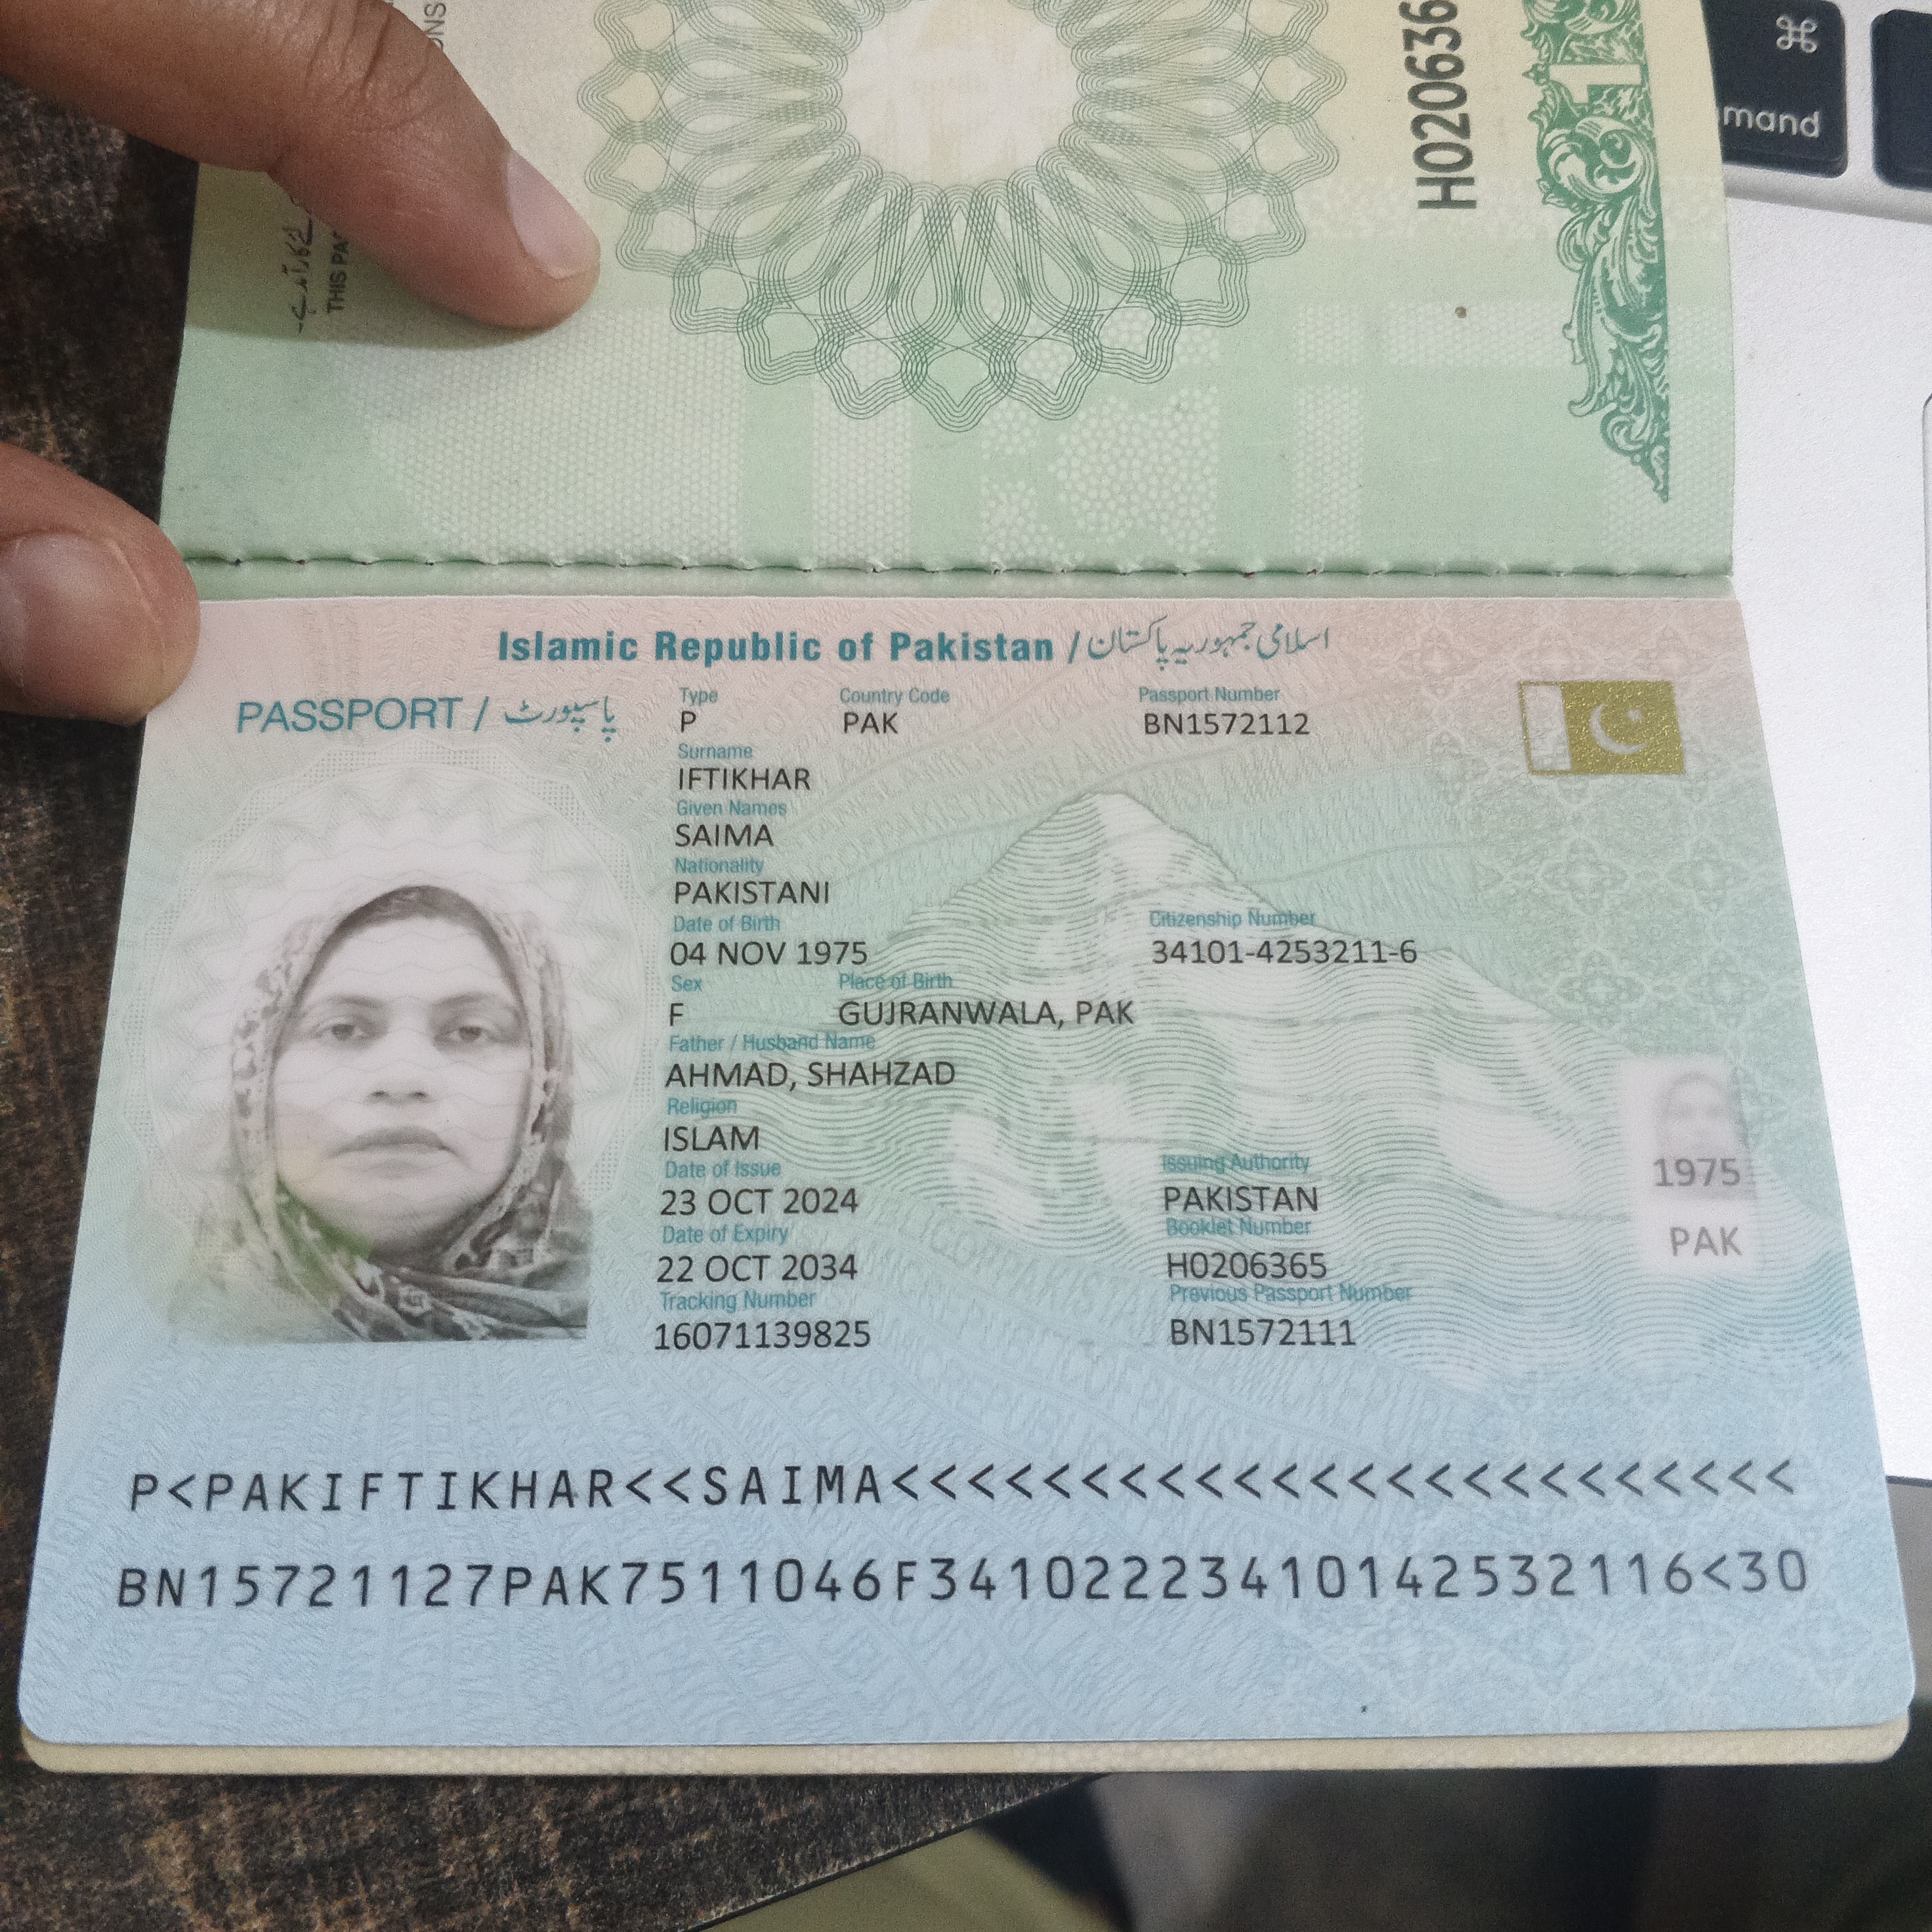 ONS
THIS PA
H020636
1
⌘
mand
Islamic Republic of Pakistan / اسلامی جمہوریہ پاکستان
PASSPORT / پاسپورٹ
Type Country Code Passport Number
P PAK BN1572112
Surname
IFTIKHAR
Given Names
SAIMA
Nationality
PAKISTANI
Date of Birth Citizenship Number
04 NOV 1975 34101-4253211-6
Sex Place of Birth
F GUJRANWALA, PAK
Father / Husband Name
AHMAD, SHAHZAD
Religion
ISLAM
Date of Issue Issuing Authority
23 OCT 2024 PAKISTAN
Date of Expiry Booklet Number
22 OCT 2034 H0206365
Tracking Number Previous Passport Number
16071139825 BN1572111
1975
PAK
P<PAKIFTIKHAR<<SAIMA<<<<<<<<<<<<<<<<<<<<<<<<
BN15721127PAK7511046F34102223410142532116<30